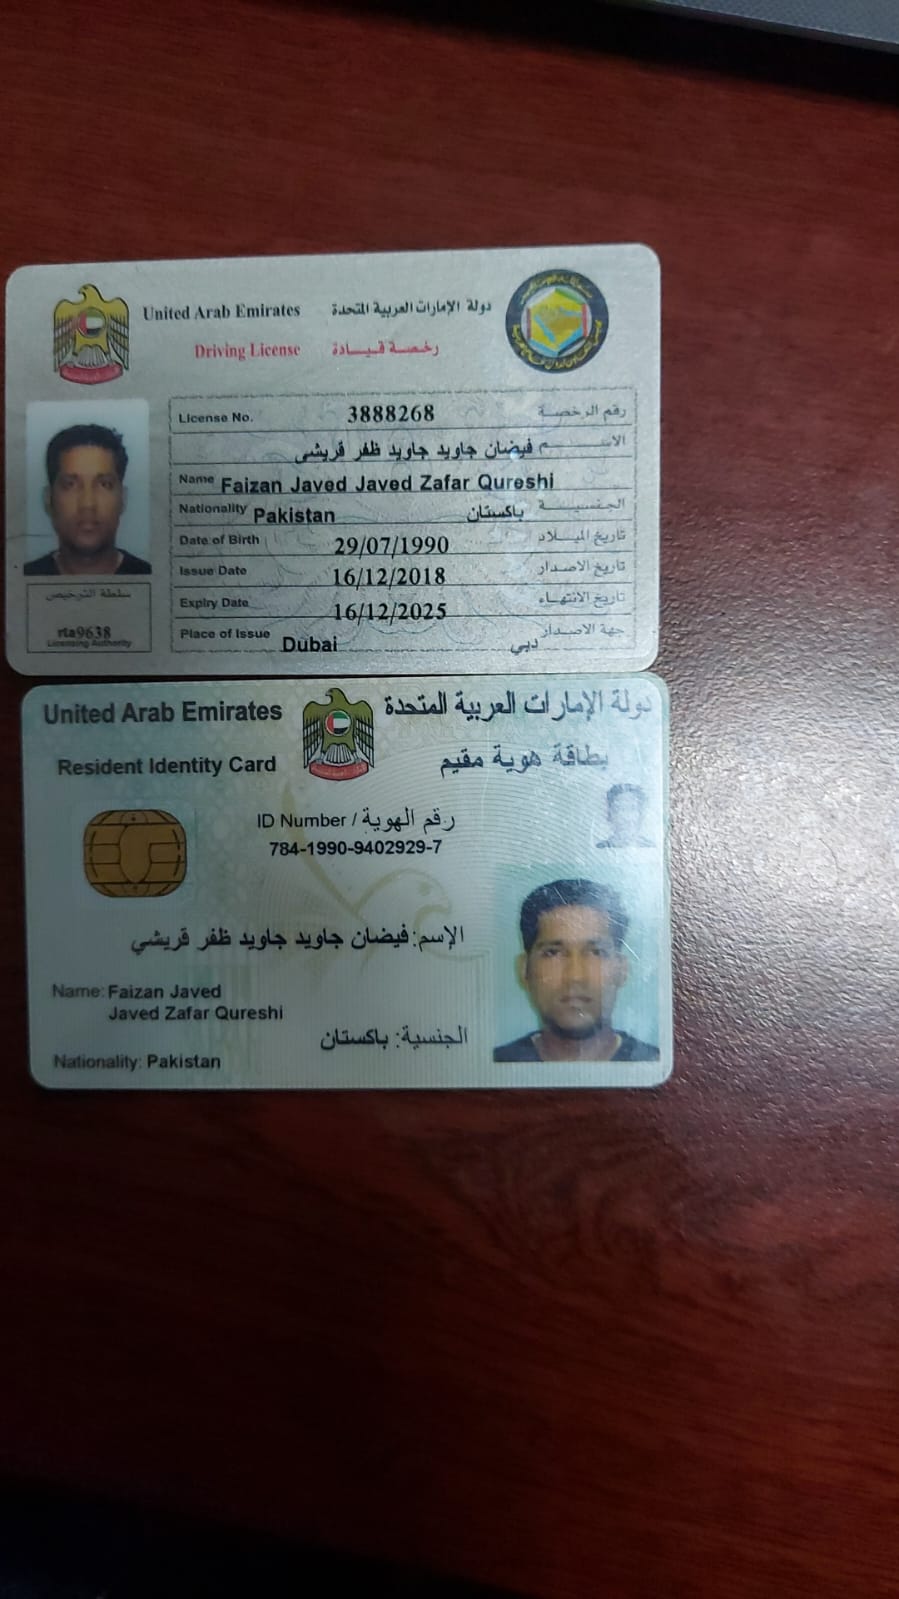 United Arab Emirates دولة الإمارات العربية المتحدة
Driving License رخصة قيادة
License No. 3888268 رقم الرخصة
فيضان جاويد جاويد ظفر قريشي الاسم
Name Faizan Javed Javed Zafar Qureshi
Nationality Pakistan باكستان الجنسية
Date of Birth 29/07/1990 تاريخ الميلاد
Issue Date 16/12/2018 تاريخ الاصدار
Expiry Date 16/12/2025 تاريخ الانتهاء
Place of Issue Dubai دبي جهة الاصدار
سلطة الترخيص
rta9638
Licensing Authority
United Arab Emirates دولة الإمارات العربية المتحدة
Resident Identity Card بطاقة هوية مقيم
ID Number / رقم الهوية
784-1990-9402929-7
الإسم: فيضان جاويد جاويد ظفر قريشي
Name: Faizan Javed
Javed Zafar Qureshi
الجنسية: باكستان
Nationality: Pakistan